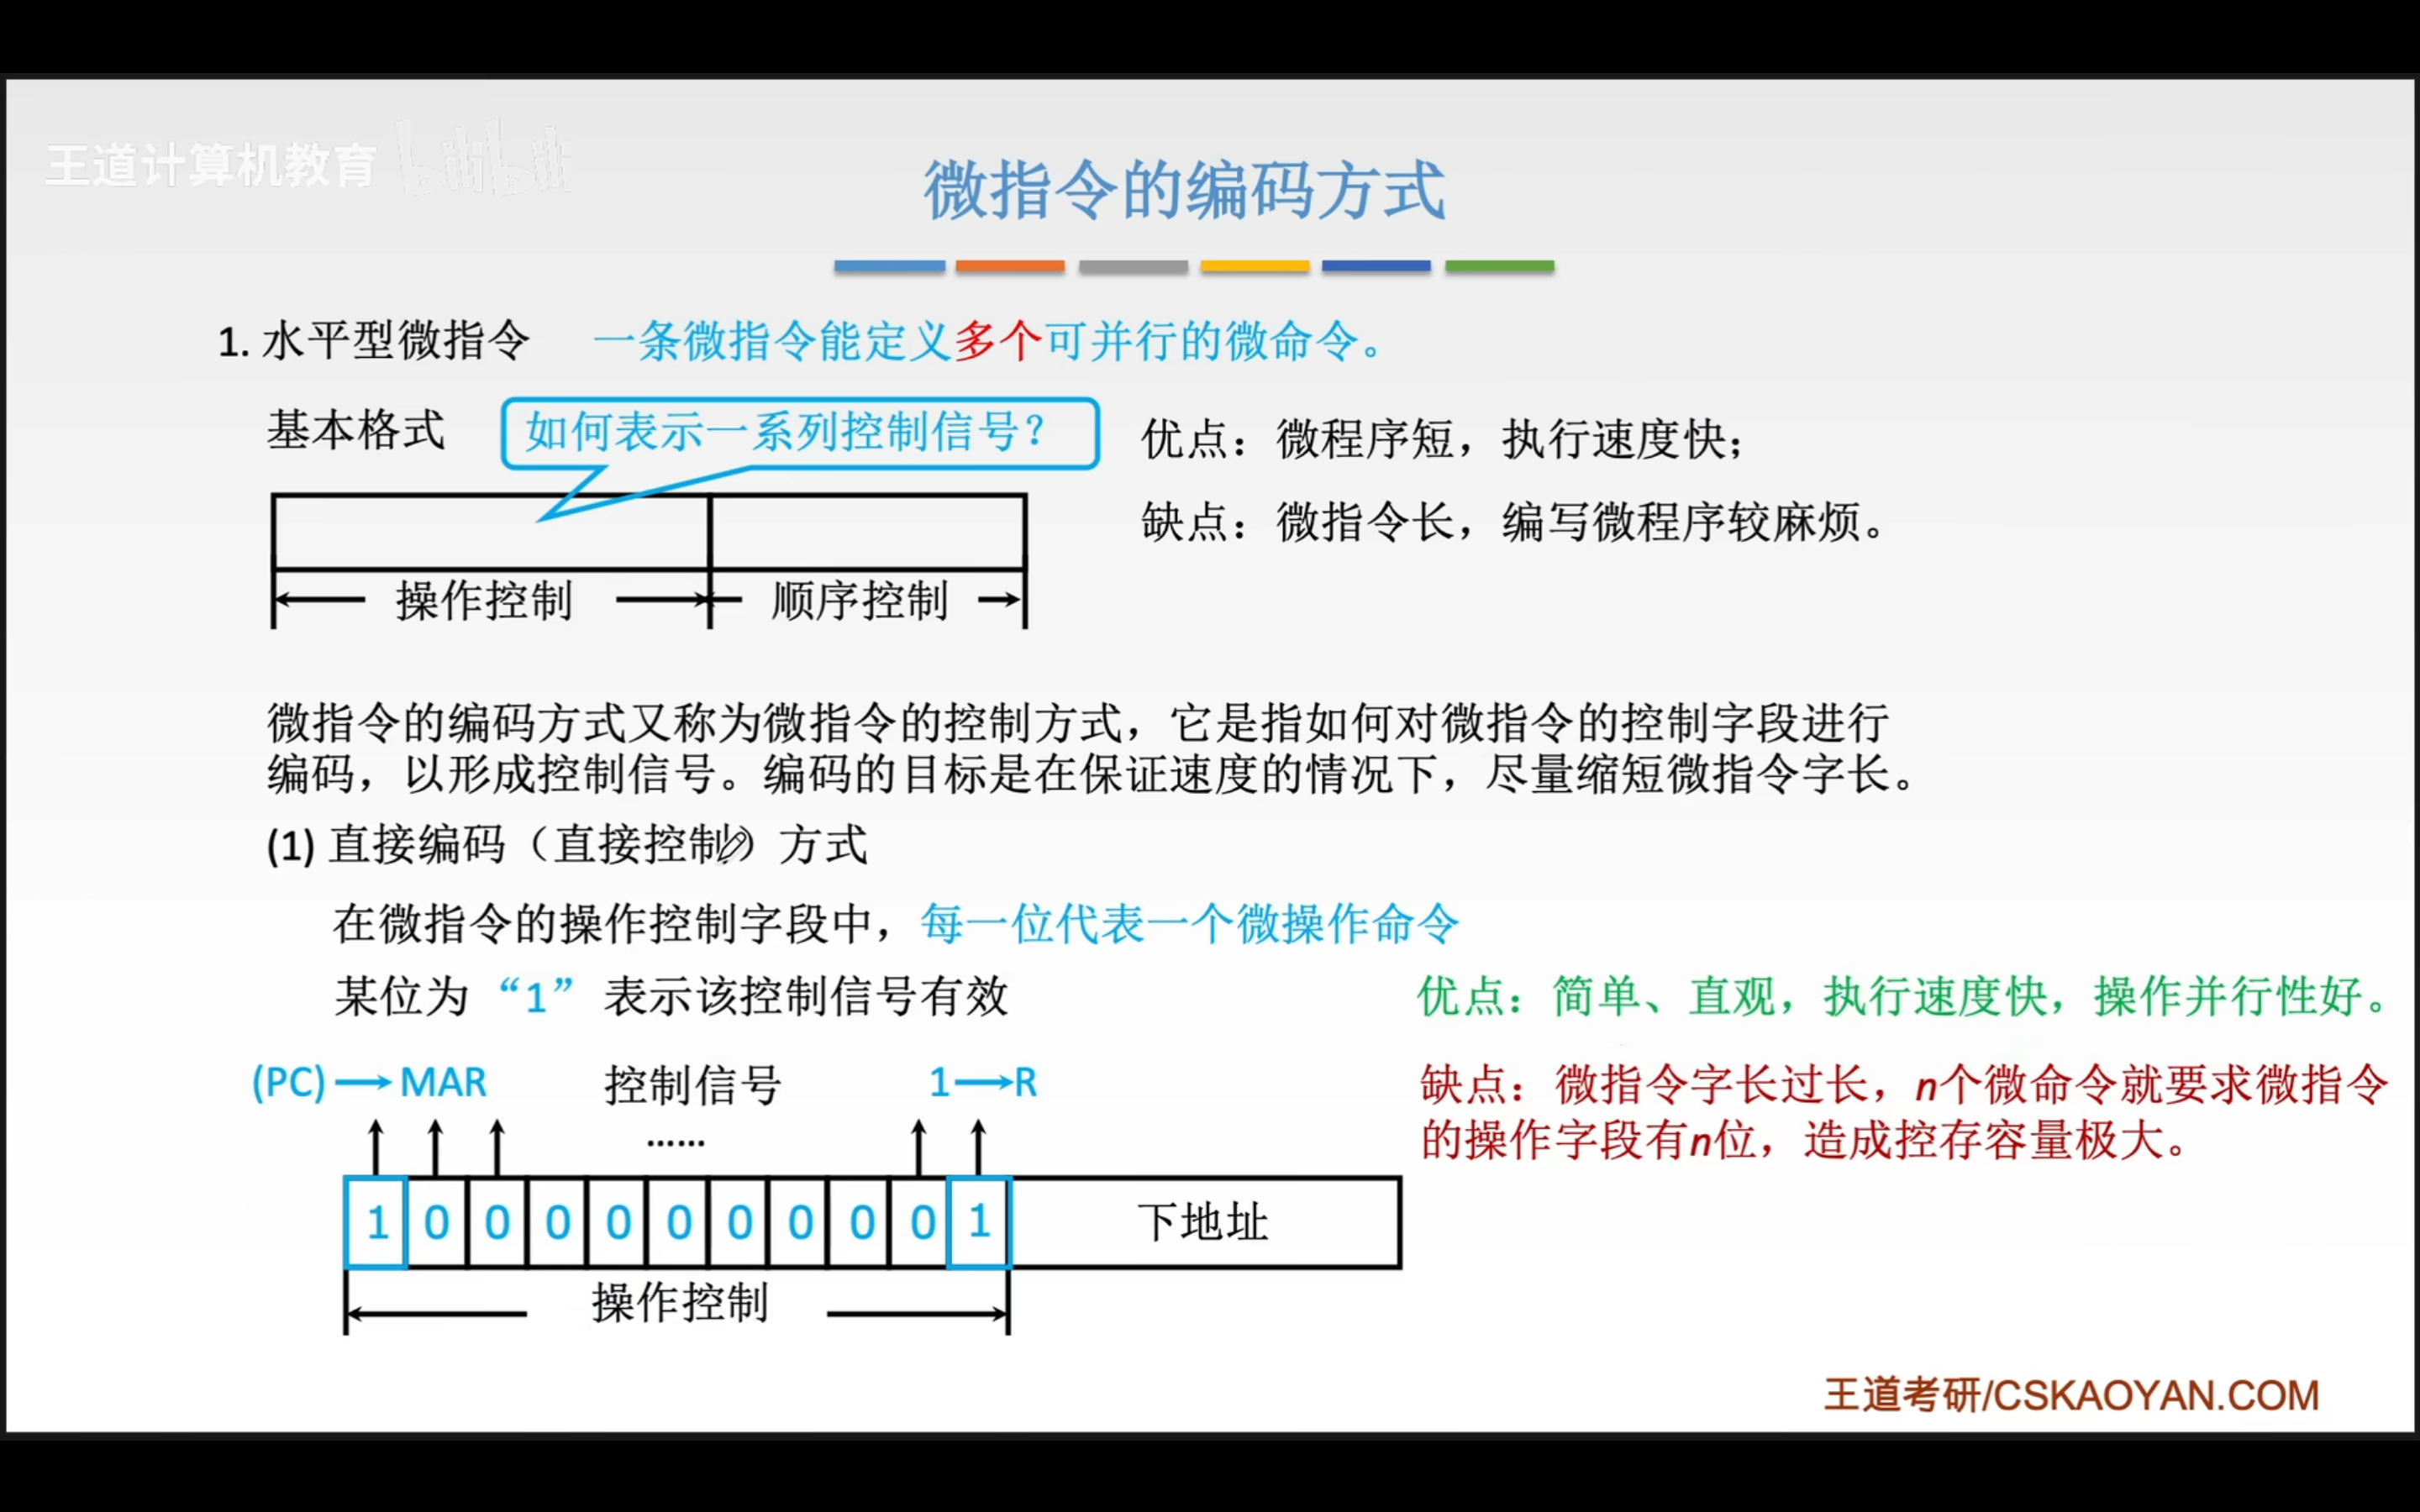 王道计算机教育 bilibili
微指令的编码方式
1. 水平型微指令 一条微指令能定义多个可并行的微命令。
基本格式 如何表示一系列控制信号？
优点：微程序短，执行速度快；
缺点：微指令长，编写微程序较麻烦。
操作控制 顺序控制
微指令的编码方式又称为微指令的控制方式，它是指如何对微指令的控制字段进行
编码，以形成控制信号。编码的目标是在保证速度的情况下，尽量缩短微指令字长。
(1) 直接编码（直接控制）方式
在微指令的操作控制字段中，每一位代表一个微操作命令
某位为“1”表示该控制信号有效
优点：简单、直观，执行速度快，操作并行性好。
缺点：微指令字长过长，n个微命令就要求微指令
的操作字段有n位，造成控存容量极大。
(PC) → MAR 控制信号 1 → R
……
1 0 0 0 0 0 0 0 0 0 1 下地址
操作控制
王道考研/CSKAOYAN.COM